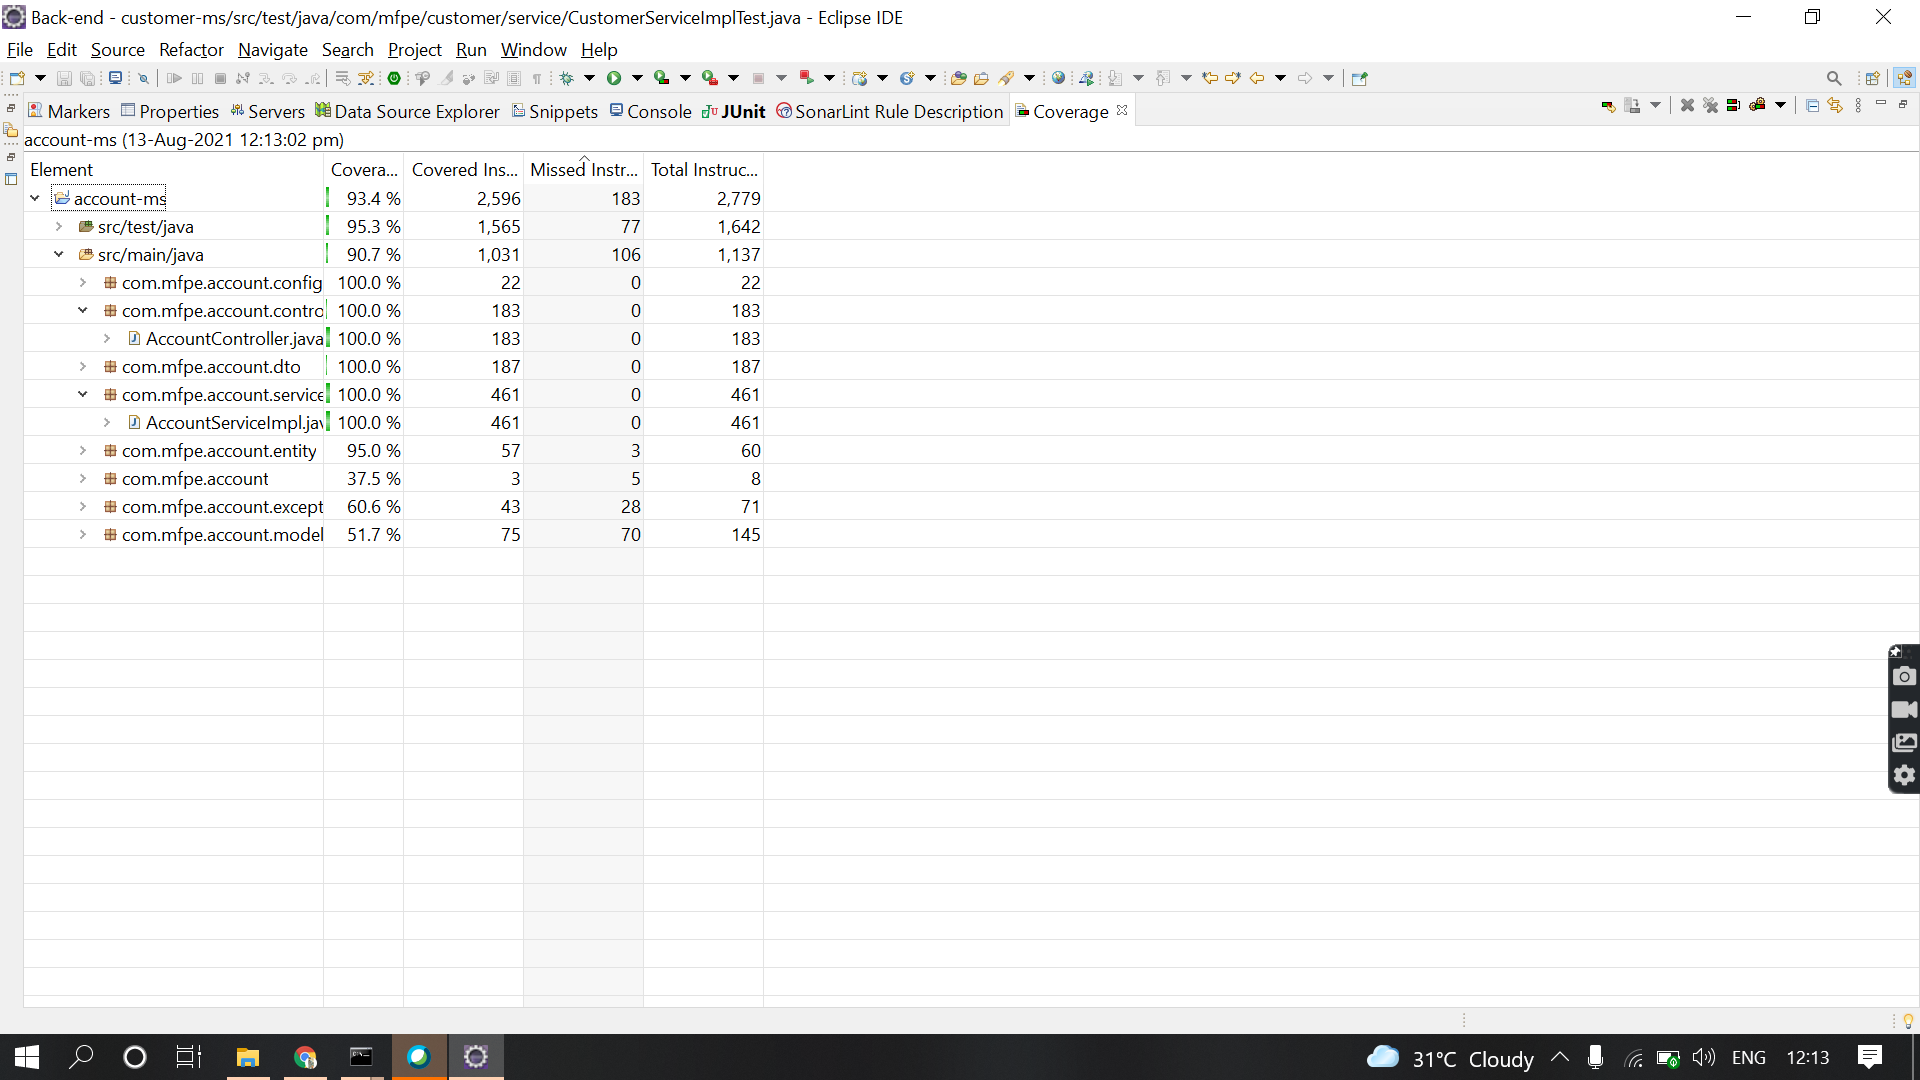 Back-end - customer-ms/src/test/java/com/mfpe/customer/service/CustomerServiceImplTest.java - Eclipse IDE
File Edit Source Refactor Navigate Search Project Run Window Help
Markers Properties Servers Data Source Explorer Snippets Console JUnit SonarLint Rule Description Coverage
account-ms (13-Aug-2021 12:13:02 pm)
Element Covera... Covered Ins... Missed Instr... Total Instruc...
account-ms 93.4 % 2,596 183 2,779
src/test/java 95.3 % 1,565 77 1,642
src/main/java 90.7 % 1,031 106 1,137
com.mfpe.account.config 100.0 % 22 0 22
com.mfpe.account.contro 100.0 % 183 0 183
AccountController.java 100.0 % 183 0 183
com.mfpe.account.dto 100.0 % 187 0 187
com.mfpe.account.service 100.0 % 461 0 461
AccountServiceImpl.jav 100.0 % 461 0 461
com.mfpe.account.entity 95.0 % 57 3 60
com.mfpe.account 37.5 % 3 5 8
com.mfpe.account.except 60.6 % 43 28 71
com.mfpe.account.model 51.7 % 75 70 145
31°C Cloudy ENG 12:13